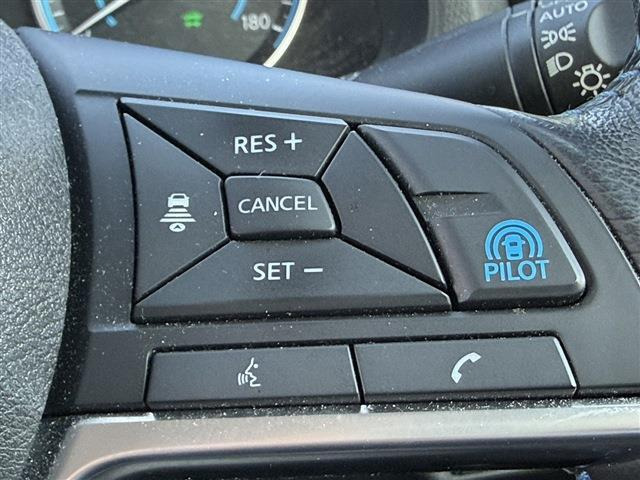 180
AUTO
RES +
CANCEL
SET −
PILOT